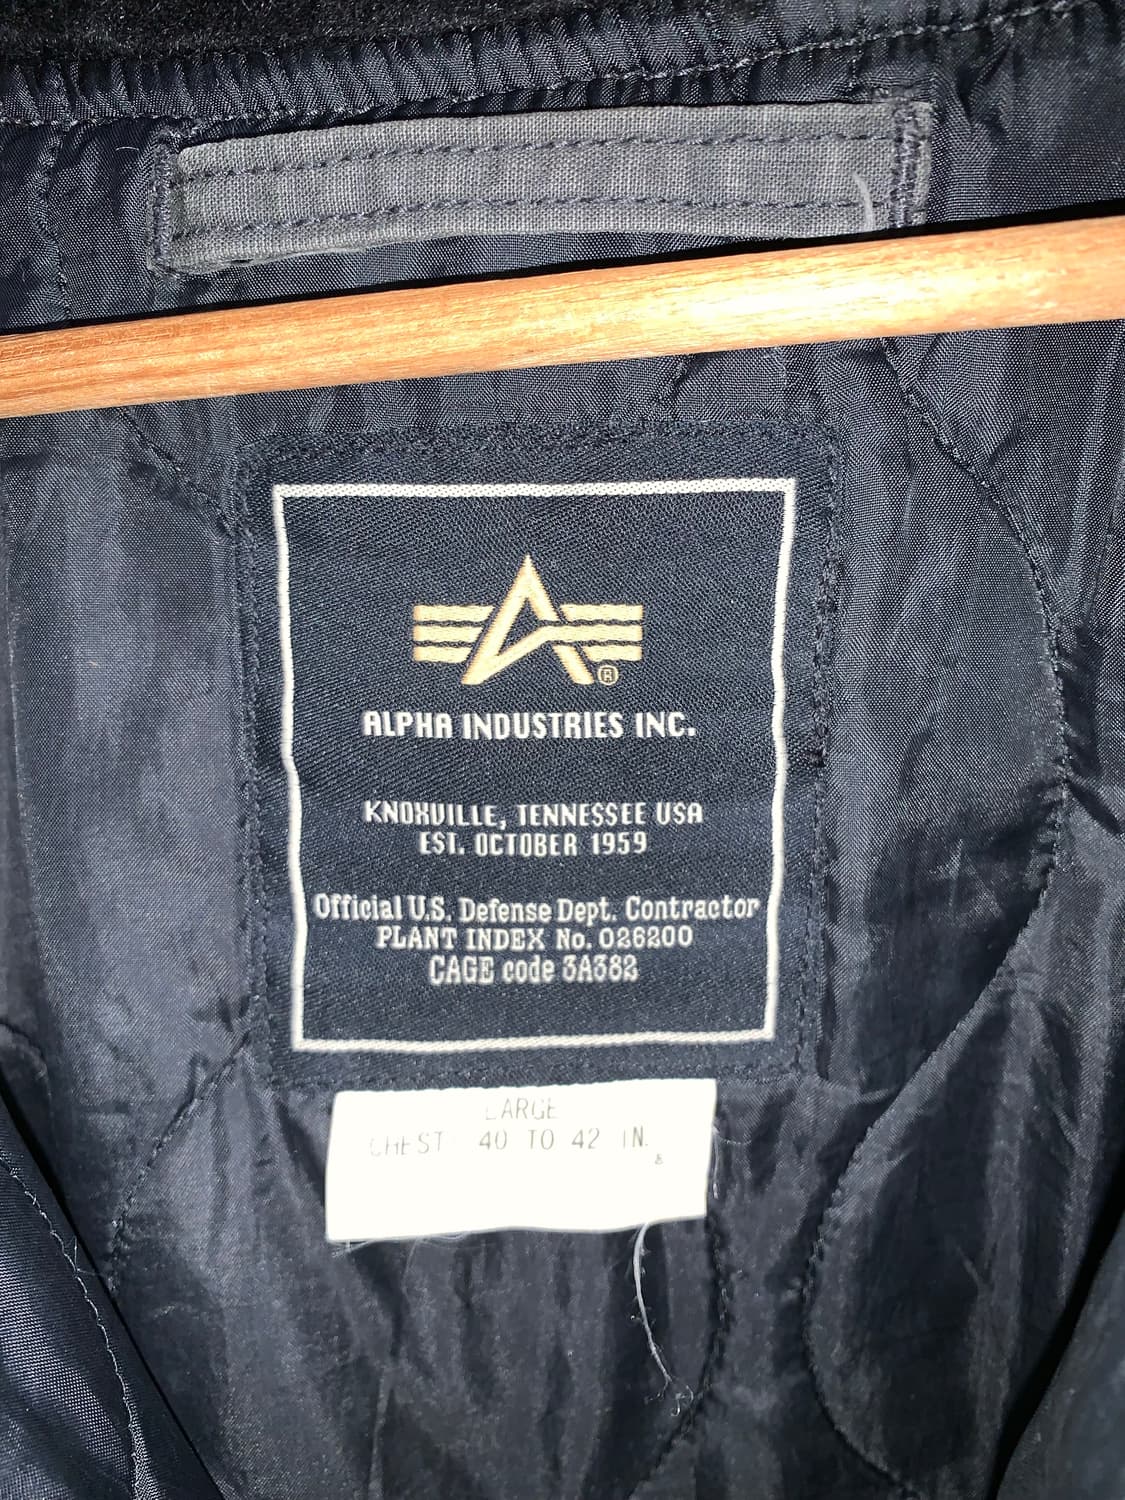 ®
ALPHA INDUSTRIES INC.
KNOXVILLE, TENNESSEE USA
EST. OCTOBER 1959
Official U.S. Defense Dept. Contractor
PLANT INDEX No. 026200
CAGE code 3A382
LARGE
CHEST 40 TO 42 IN.